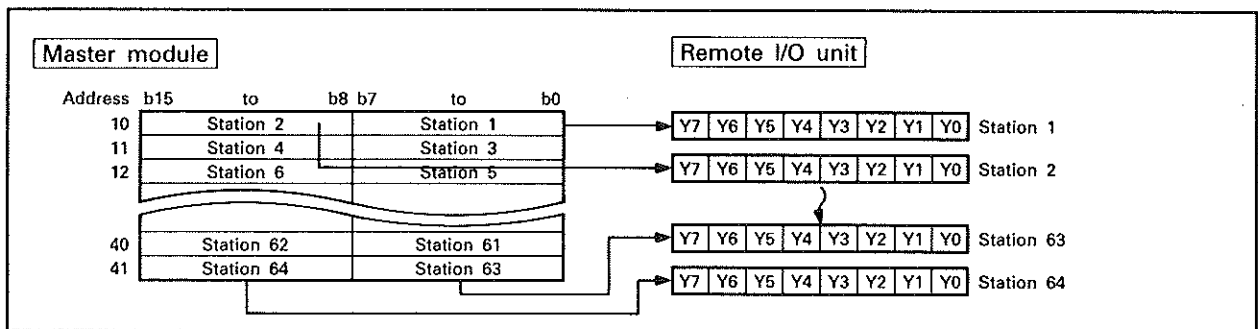 Master module
Remote I/O unit
Address b15 to b8 b7 to b0
10 Station 2 Station 1
Y7 Y6 Y5 Y4 Y3 Y2 Y1 Y0 Station 1
11 Station 4 Station 3
12 Station 6 Station 5
Y7 Y6 Y5 Y4 Y3 Y2 Y1 Y0 Station 2
40 Station 62 Station 61
Y7 Y6 Y5 Y4 Y3 Y2 Y1 Y0 Station 63
41 Station 64 Station 63
Y7 Y6 Y5 Y4 Y3 Y2 Y1 Y0 Station 64